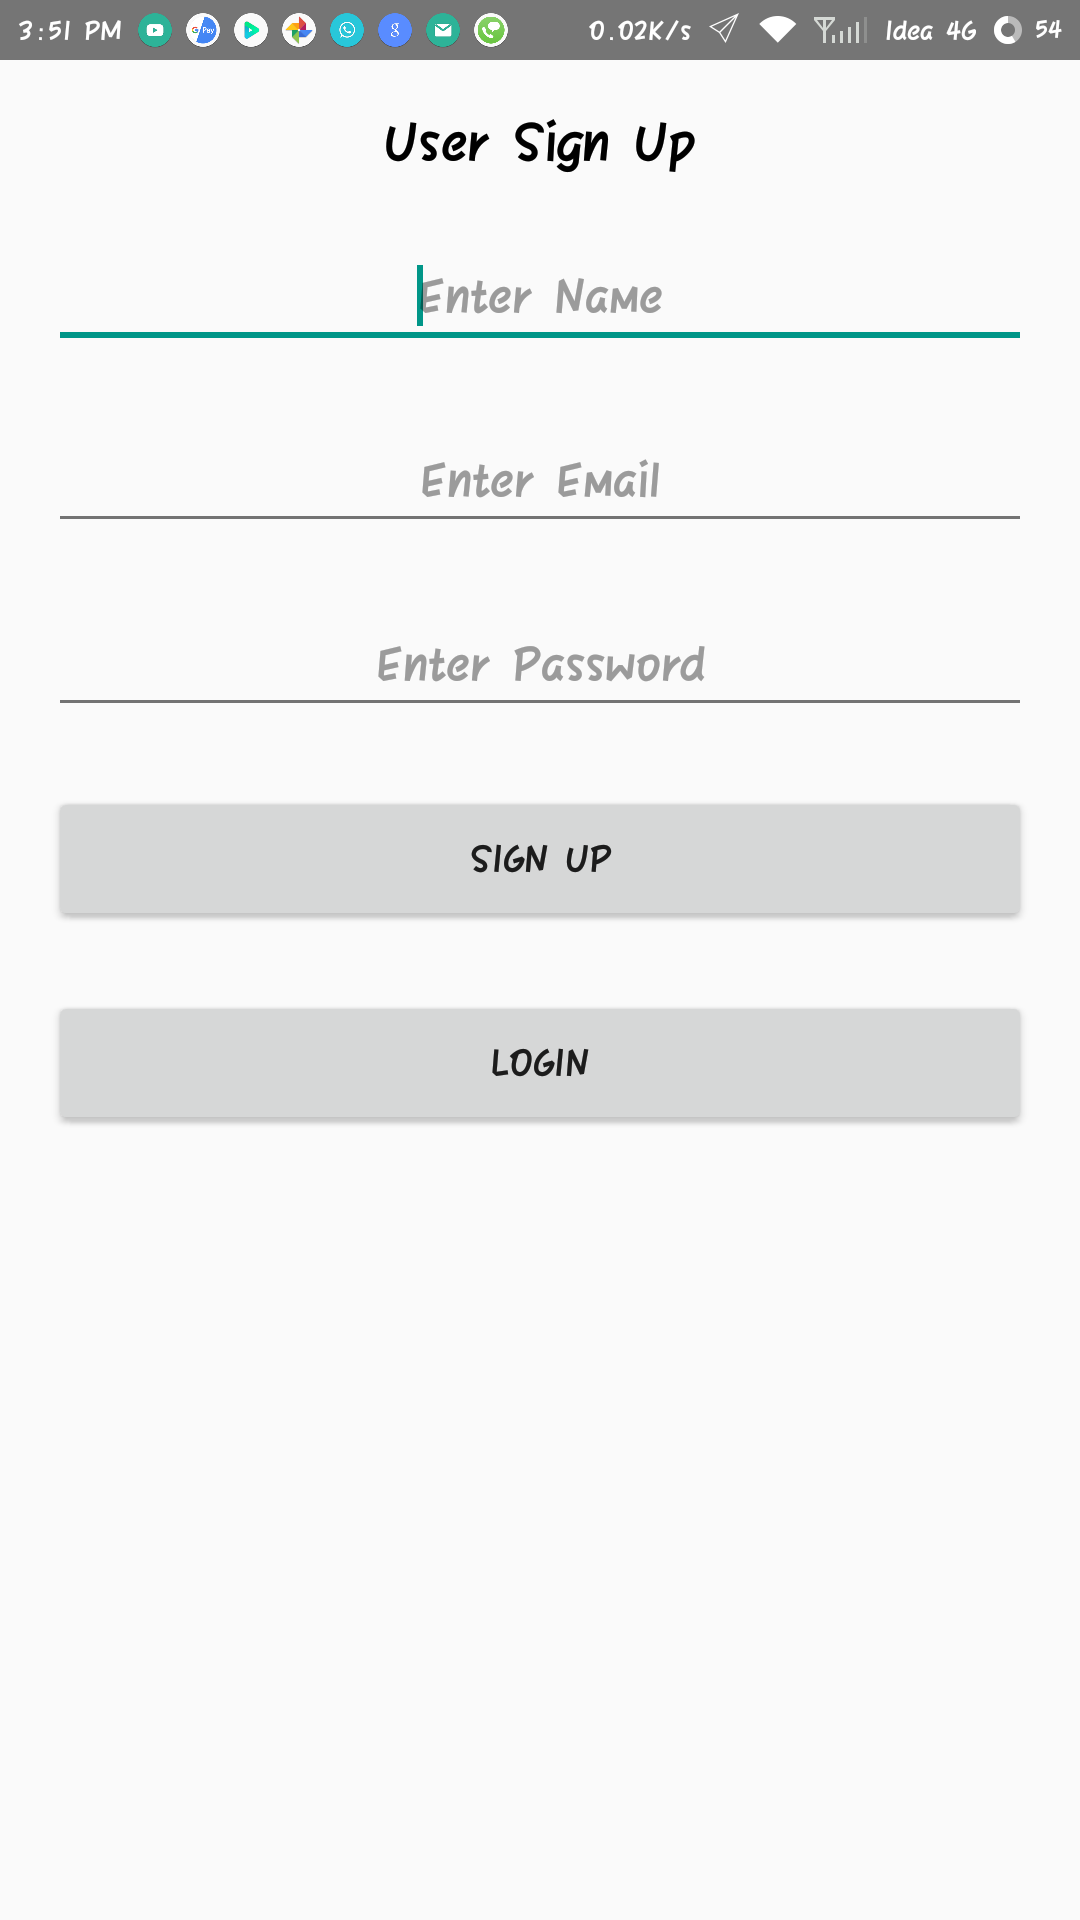 3:51 PM G Pay 0.02K/s Idea 4G 54
User Sign Up
Enter Name
Enter Email
Enter Password
SIGN UP
LOGIN